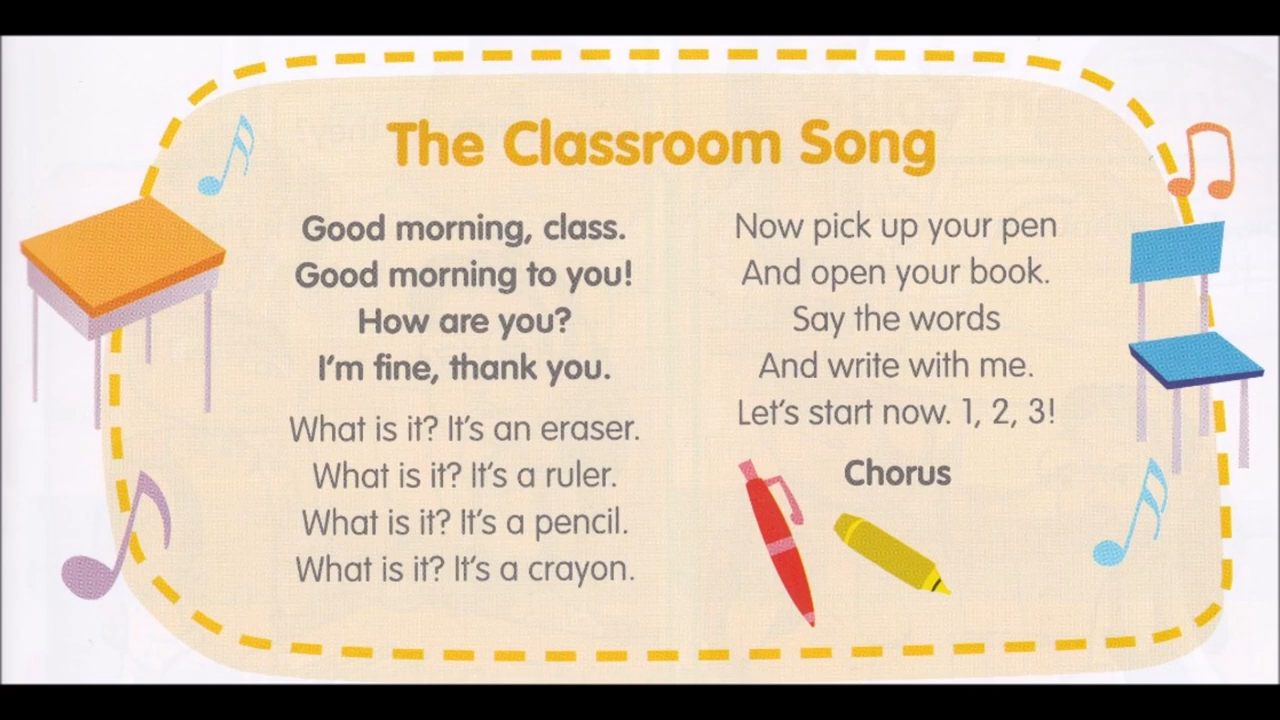 The Classroom Song
Good morning, class.
Good morning to you!
How are you?
I'm fine, thank you.
What is it? It's an eraser.
What is it? It's a ruler.
What is it? It's a pencil.
What is it? It's a crayon.
Now pick up your pen
And open your book.
Say the words
And write with me.
Let's start now. 1, 2, 3!
Chorus